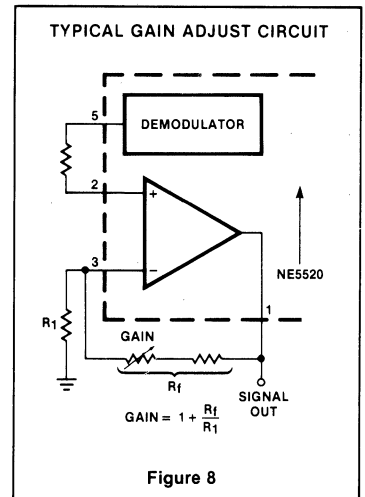 TYPICAL GAIN ADJUST CIRCUIT
5
DEMODULATOR
2
+
3
−
NE5520
1
R1
GAIN
Rf
SIGNAL
OUT
GAIN = 1 + Rf
R1
Figure 8